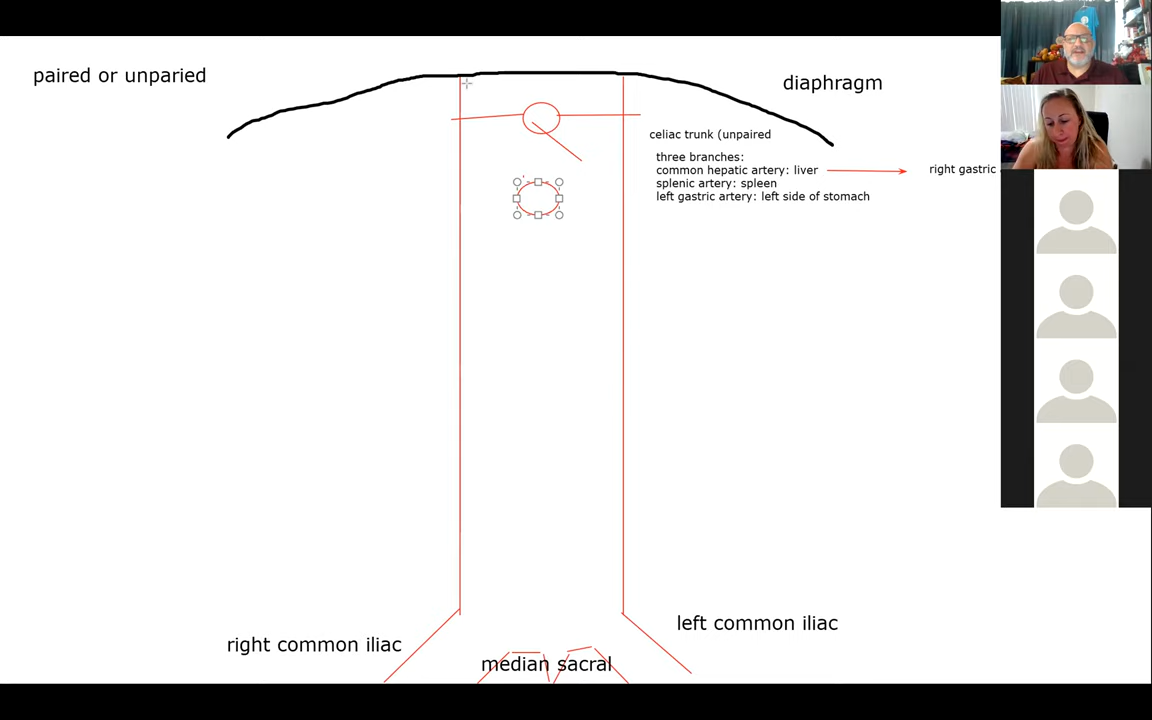 paired or unparied
diaphragm
celiac trunk (unpaired
three branches:
common hepatic artery: liver
right gastric
splenic artery: spleen
left gastric artery: left side of stomach
left common iliac
right common iliac
median sacral